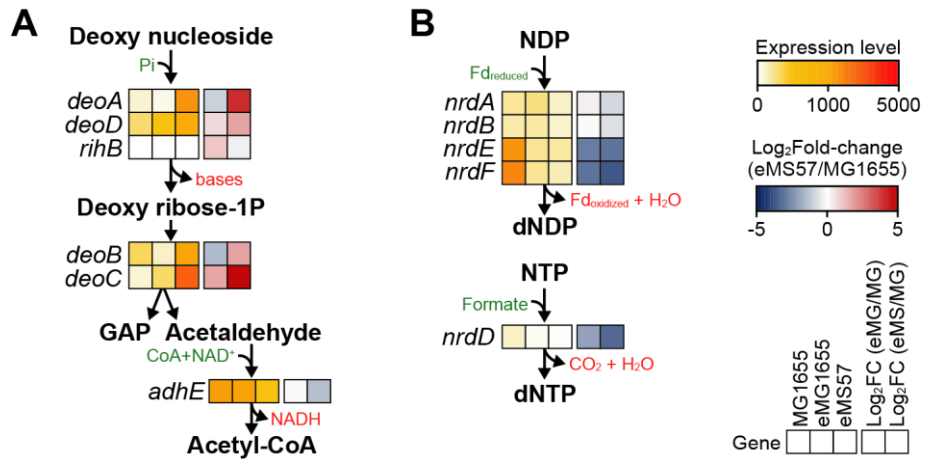 A
Deoxy nucleoside
Pi
deoA
deoD
rihB
bases
Deoxy ribose-1P
deoB
deoC
GAP Acetaldehyde
CoA+NAD⁺
adhE
NADH
Acetyl-CoA
B
NDP
Fdreduced
nrdA
nrdB
nrdE
nrdF
Fdoxidized + H₂O
dNDP
NTP
Formate
nrdD
CO₂ + H₂O
dNTP
Expression level
0 1000 5000
Log₂Fold-change
(eMS57/MG1655)
-5 0 5
MG1655
eMG1655
eMS57
Log₂FC (eMG/MG)
Log₂FC (eMS/MG)
Gene